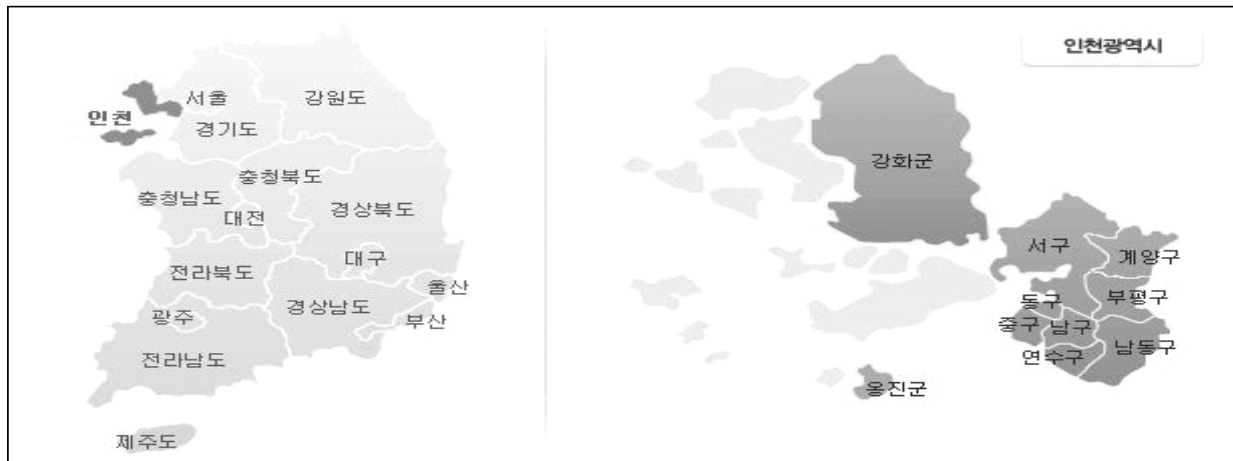 서울
강원도
인천
경기도
충청북도
충청남도
대전
경상북도
대구
전라북도
울산
경상남도
부산
광주
전라남도
제주도
인천광역시
강화군
서구
계양구
동구
부평구
중구
남구
남동구
연수구
옹진군